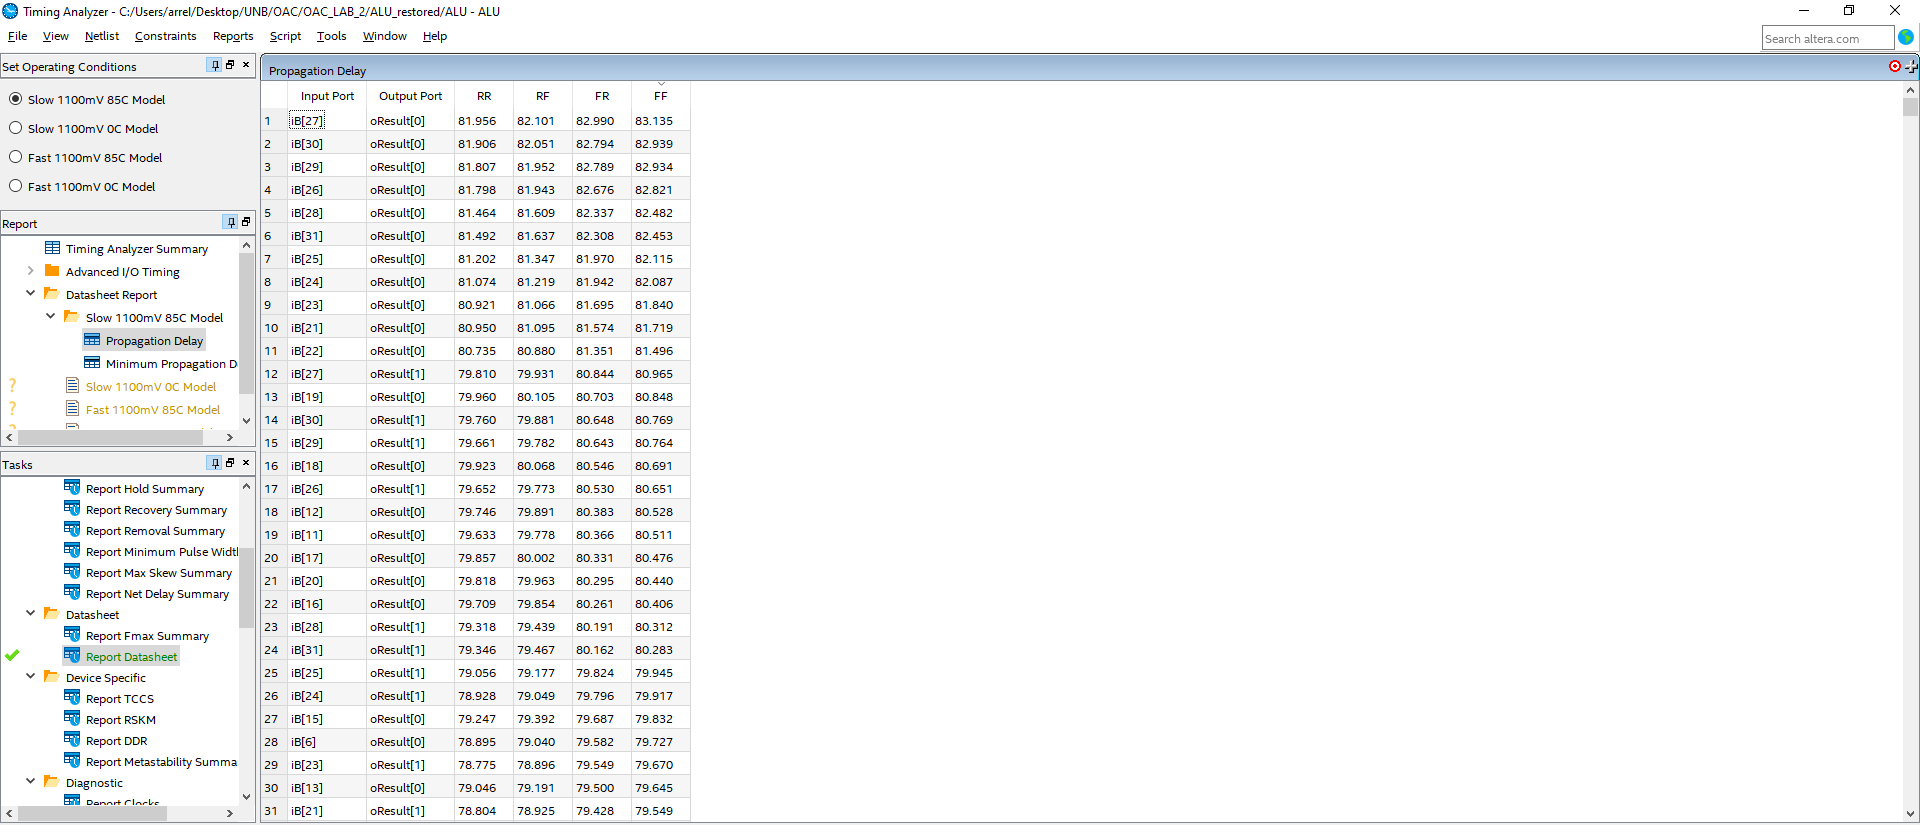 Timing Analyzer - C:/Users/arrel/Desktop/UNB/OAC/OAC_LAB_2/ALU_restored/ALU - ALU
File View Netlist Constraints Reports Script Tools Window Help
Search altera.com
Set Operating Conditions
Slow 1100mV 85C Model
Slow 1100mV 0C Model
Fast 1100mV 85C Model
Fast 1100mV 0C Model
Report
Timing Analyzer Summary
Advanced I/O Timing
Datasheet Report
Slow 1100mV 85C Model
Propagation Delay
Minimum Propagation D
? Slow 1100mV 0C Model
? Fast 1100mV 85C Model
Tasks
Report Hold Summary
Report Recovery Summary
Report Removal Summary
Report Minimum Pulse Widt
Report Max Skew Summary
Report Net Delay Summary
Datasheet
Report Fmax Summary
Report Datasheet
Device Specific
Report TCCS
Report RSKM
Report DDR
Report Metastability Summa
Diagnostic
Report Clocks
Propagation Delay
Input Port Output Port RR RF FR FF
1 iB[27] oResult[0] 81.956 82.101 82.990 83.135
2 iB[30] oResult[0] 81.906 82.051 82.794 82.939
3 iB[29] oResult[0] 81.807 81.952 82.789 82.934
4 iB[26] oResult[0] 81.798 81.943 82.676 82.821
5 iB[28] oResult[0] 81.464 81.609 82.337 82.482
6 iB[31] oResult[0] 81.492 81.637 82.308 82.453
7 iB[25] oResult[0] 81.202 81.347 81.970 82.115
8 iB[24] oResult[0] 81.074 81.219 81.942 82.087
9 iB[23] oResult[0] 80.921 81.066 81.695 81.840
10 iB[21] oResult[0] 80.950 81.095 81.574 81.719
11 iB[22] oResult[0] 80.735 80.880 81.351 81.496
12 iB[27] oResult[1] 79.810 79.931 80.844 80.965
13 iB[19] oResult[0] 79.960 80.105 80.703 80.848
14 iB[30] oResult[1] 79.760 79.881 80.648 80.769
15 iB[29] oResult[1] 79.661 79.782 80.643 80.764
16 iB[18] oResult[0] 79.923 80.068 80.546 80.691
17 iB[26] oResult[1] 79.652 79.773 80.530 80.651
18 iB[12] oResult[0] 79.746 79.891 80.383 80.528
19 iB[11] oResult[0] 79.633 79.778 80.366 80.511
20 iB[17] oResult[0] 79.857 80.002 80.331 80.476
21 iB[20] oResult[0] 79.818 79.963 80.295 80.440
22 iB[16] oResult[0] 79.709 79.854 80.261 80.406
23 iB[28] oResult[1] 79.318 79.439 80.191 80.312
24 iB[31] oResult[1] 79.346 79.467 80.162 80.283
25 iB[25] oResult[1] 79.056 79.177 79.824 79.945
26 iB[24] oResult[1] 78.928 79.049 79.796 79.917
27 iB[15] oResult[0] 79.247 79.392 79.687 79.832
28 iB[6] oResult[0] 78.895 79.040 79.582 79.727
29 iB[23] oResult[1] 78.775 78.896 79.549 79.670
30 iB[13] oResult[0] 79.046 79.191 79.500 79.645
31 iB[21] oResult[1] 78.804 78.925 79.428 79.549